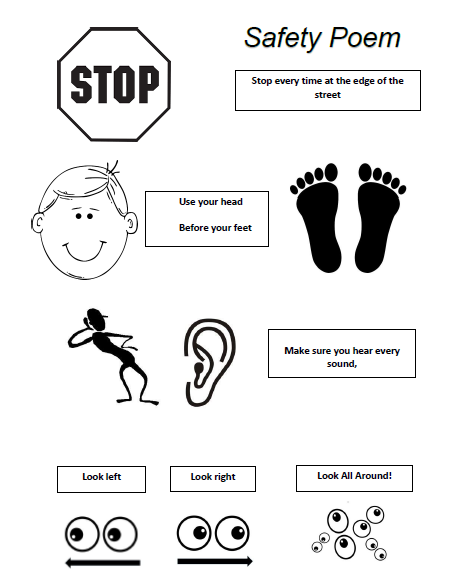 Safety Poem
STOP
Stop every time at the edge of the
street
Use your head
Before your feet
Make sure you hear every
sound,
Look left
Look right
Look All Around!